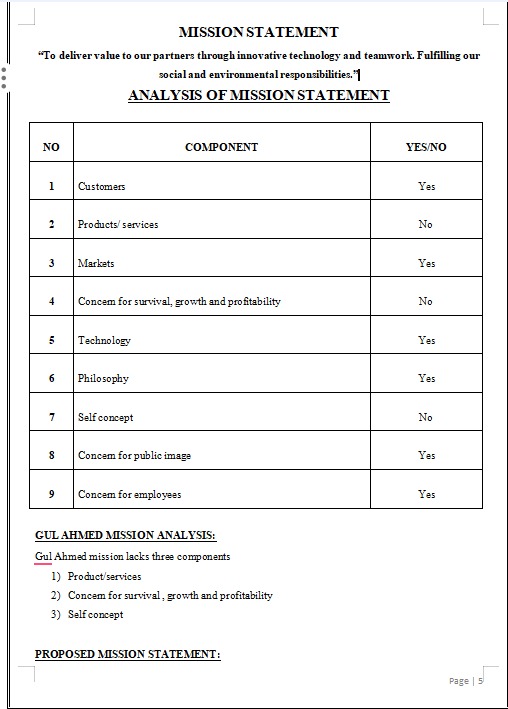 MISSION STATEMENT
“To deliver value to our partners through innovative technology and teamwork. Fulfilling our
social and environmental responsibilities.”
ANALYSIS OF MISSION STATEMENT
NO COMPONENT YES/NO
1 Customers Yes
2 Products/ services No
3 Markets Yes
4 Concern for survival, growth and profitability No
5 Technology Yes
6 Philosophy Yes
7 Self concept No
8 Concern for public image Yes
9 Concern for employees Yes
GUL AHMED MISSION ANALYSIS:
Gul Ahmed mission lacks three components
1) Product/services
2) Concern for survival , growth and profitability
3) Self concept
PROPOSED MISSION STATEMENT:
Page | 5